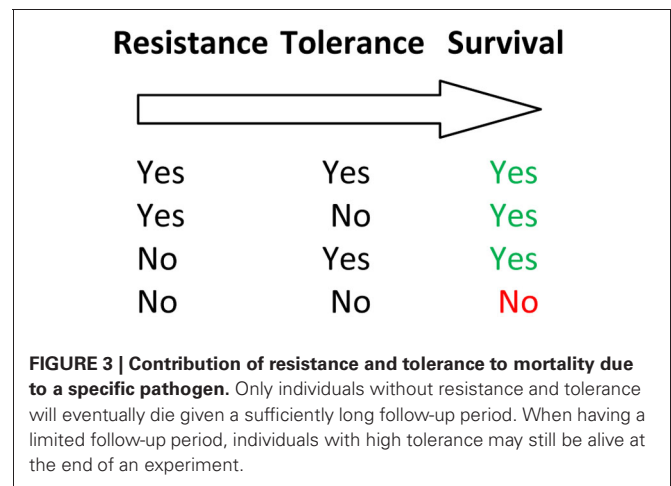 Resistance Tolerance Survival
Yes Yes Yes
Yes No Yes
No Yes Yes
No No No
FIGURE 3 | Contribution of resistance and tolerance to mortality due
to a specific pathogen. Only individuals without resistance and tolerance
will eventually die given a sufficiently long follow-up period. When having a
limited follow-up period, individuals with high tolerance may still be alive at
the end of an experiment.